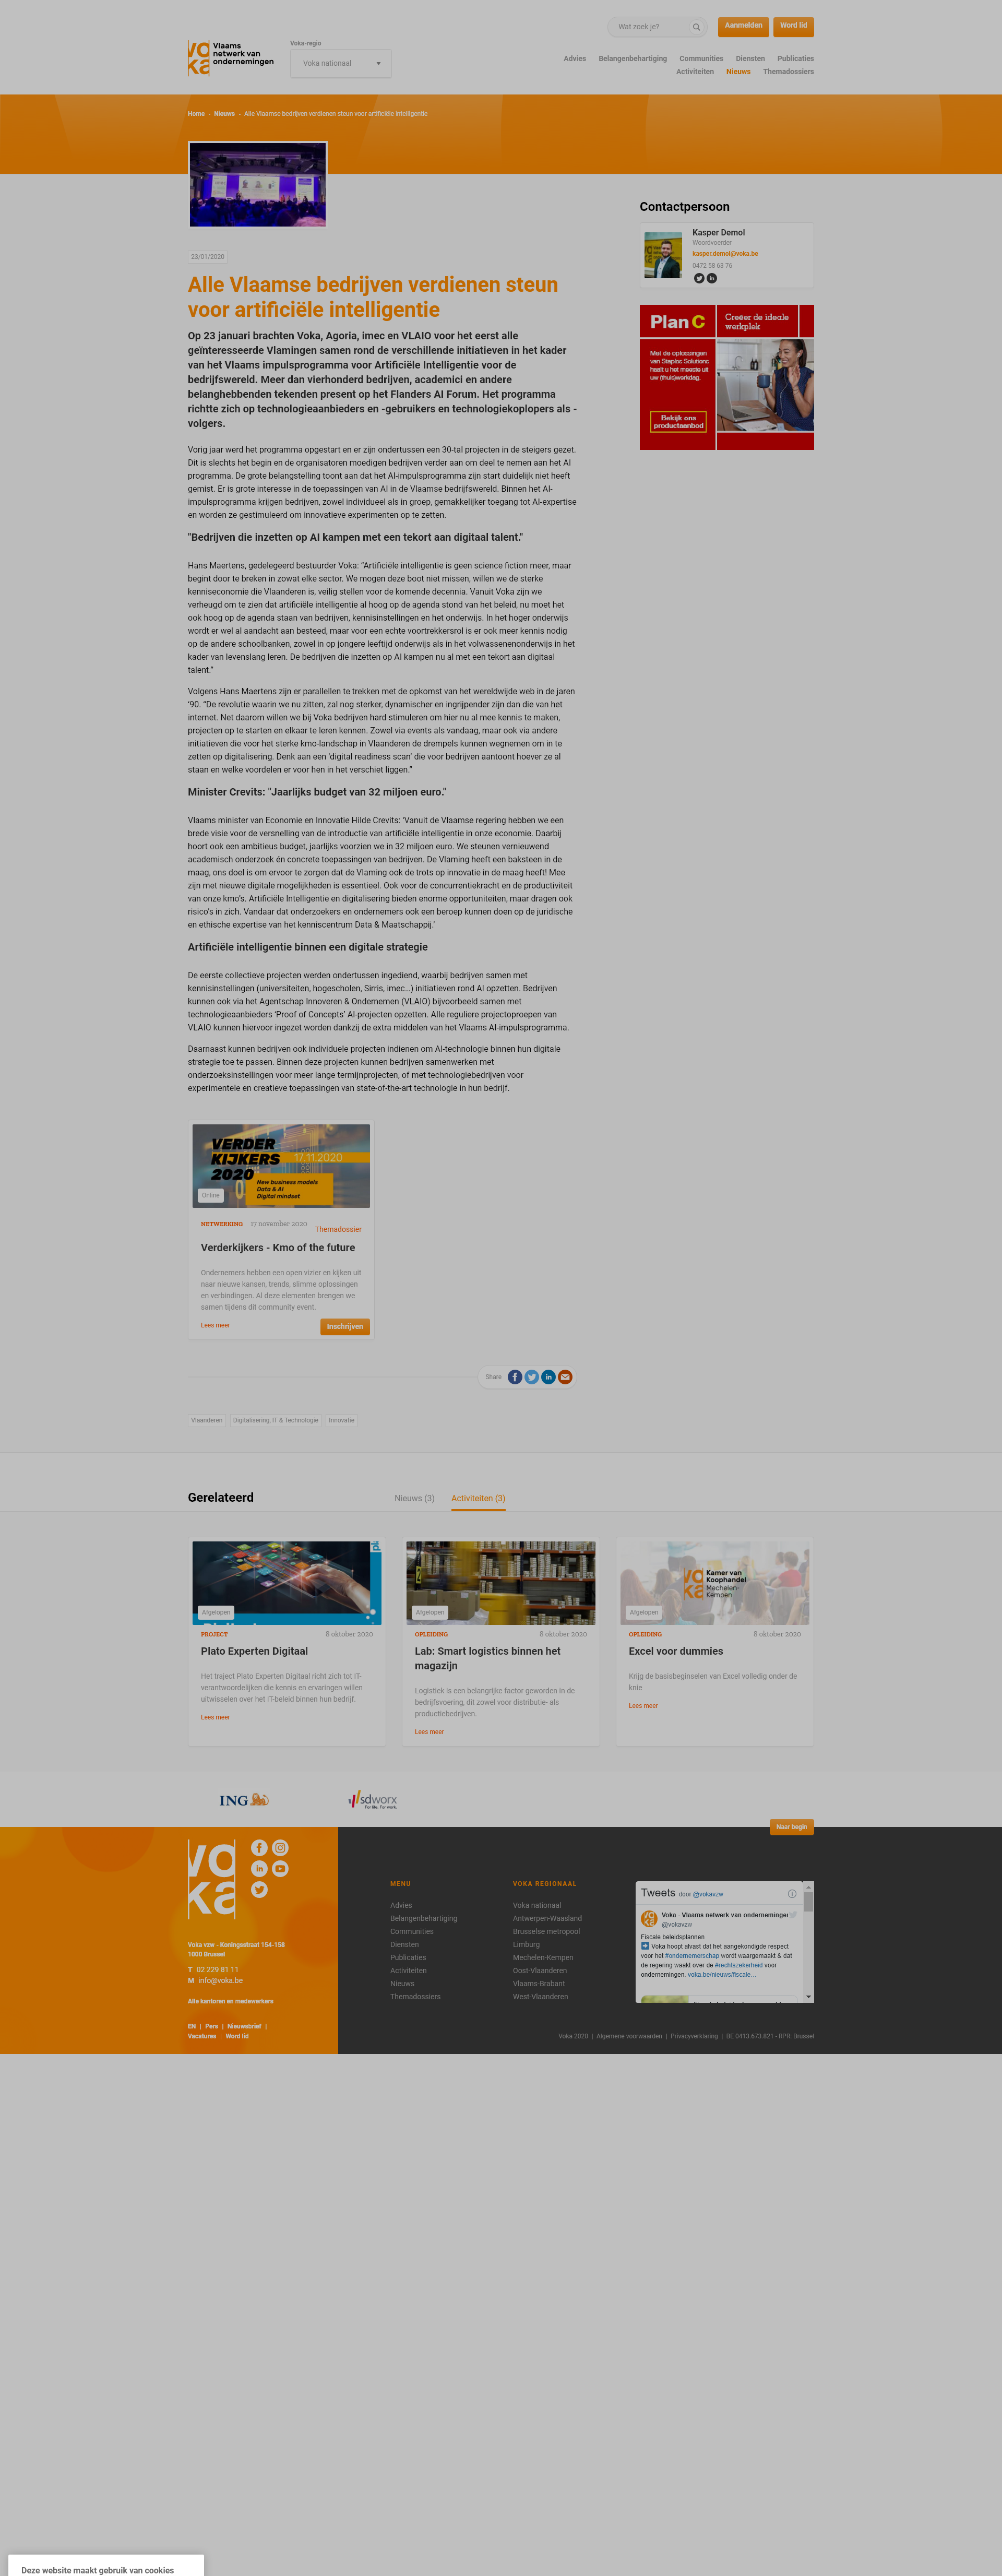 Wat zoek je?
Aanmelden
Word lid
Vlaams
netwerk van
ondernemingen
Voka-regio
Voka nationaal
Advies Belangenbehartiging Communities Diensten Publicaties
Activiteiten Nieuws Themadossiers
Home - Nieuws - Alle Vlaamse bedrijven verdienen steun voor artificiële intelligentie
23/01/2020
Alle Vlaamse bedrijven verdienen steun
voor artificiële intelligentie
Op 23 januari brachten Voka, Agoria, imec en VLAIO voor het eerst alle
geïnteresseerde Vlamingen samen rond de verschillende initiatieven in het kader
van het Vlaams impulsprogramma voor Artificiële Intelligentie voor de
bedrijfswereld. Meer dan vierhonderd bedrijven, academici en andere
belanghebbenden tekenden present op het Flanders AI Forum. Het programma
richtte zich op technologieaanbieders en -gebruikers en technologiekoplopers als -
volgers.
Vorig jaar werd het programma opgestart en er zijn ondertussen een 30-tal projecten in de steigers gezet.
Dit is slechts het begin en de organisatoren moedigen bedrijven verder aan om deel te nemen aan het AI
programma. De grote belangstelling toont aan dat het AI-impulsprogramma zijn start duidelijk niet heeft
gemist. Er is grote interesse in de toepassingen van AI in de Vlaamse bedrijfswereld. Binnen het AI-
impulsprogramma krijgen bedrijven, zowel individueel als in groep, gemakkelijker toegang tot AI-expertise
en worden ze gestimuleerd om innovatieve experimenten op te zetten.
"Bedrijven die inzetten op AI kampen met een tekort aan digitaal talent."
Hans Maertens, gedelegeerd bestuurder Voka: “Artificiële intelligentie is geen science fiction meer, maar
begint door te breken in zowat elke sector. We mogen deze boot niet missen, willen we de sterke
kenniseconomie die Vlaanderen is, veilig stellen voor de komende decennia. Vanuit Voka zijn we
verheugd om te zien dat artificiële intelligentie al hoog op de agenda stond van het beleid, nu moet het
ook hoog op de agenda staan van bedrijven, kennisinstellingen en het onderwijs. In het hoger onderwijs
wordt er wel al aandacht aan besteed, maar voor een echte voortrekkersrol is er ook meer kennis nodig
op de andere schoolbanken, zowel in op jongere leeftijd onderwijs als in het volwassenenonderwijs in het
kader van levenslang leren. De bedrijven die inzetten op AI kampen nu al met een tekort aan digitaal
talent.”
Volgens Hans Maertens zijn er parallellen te trekken met de opkomst van het wereldwijde web in de jaren
‘90. “De revolutie waarin we nu zitten, zal nog sterker, dynamischer en ingrijpender zijn dan die van het
internet. Net daarom willen we bij Voka bedrijven hard stimuleren om hier nu al mee kennis te maken,
projecten op te starten en elkaar te leren kennen. Zowel via events als vandaag, maar ook via andere
initiatieven die voor het sterke kmo-landschap in Vlaanderen de drempels kunnen wegnemen om in te
zetten op digitalisering. Denk aan een ‘digital readiness scan’ die voor bedrijven aantoont hoever ze al
staan en welke voordelen er voor hen in het verschiet liggen.”
Minister Crevits: "Jaarlijks budget van 32 miljoen euro."
Vlaams minister van Economie en Innovatie Hilde Crevits: ‘Vanuit de Vlaamse regering hebben we een
brede visie voor de versnelling van de introductie van artificiële intelligentie in onze economie. Daarbij
hoort ook een ambitieus budget, jaarlijks voorzien we in 32 miljoen euro. We steunen vernieuwend
academisch onderzoek én concrete toepassingen van bedrijven. De Vlaming heeft een baksteen in de
maag, ons doel is om ervoor te zorgen dat de Vlaming ook de trots op innovatie in de maag heeft! Mee
zijn met nieuwe digitale mogelijkheden is essentieel. Ook voor de concurrentiekracht en de productiviteit
van onze kmo’s. Artificiële Intelligentie en digitalisering bieden enorme opportuniteiten, maar dragen ook
risico’s in zich. Vandaar dat onderzoekers en ondernemers ook een beroep kunnen doen op de juridische
en ethische expertise van het kenniscentrum Data & Maatschappij.’
Artificiële intelligentie binnen een digitale strategie
De eerste collectieve projecten werden ondertussen ingediend, waarbij bedrijven samen met
kennisinstellingen (universiteiten, hogescholen, Sirris, imec…) initiatieven rond AI opzetten. Bedrijven
kunnen ook via het Agentschap Innoveren & Ondernemen (VLAIO) bijvoorbeeld samen met
technologieaanbieders ‘Proof of Concepts’ AI-projecten opzetten. Alle reguliere projectoproepen van
VLAIO kunnen hiervoor ingezet worden dankzij de extra middelen van het Vlaams AI-impulsprogramma.
Daarnaast kunnen bedrijven ook individuele projecten indienen om AI-technologie binnen hun digitale
strategie toe te passen. Binnen deze projecten kunnen bedrijven samenwerken met
onderzoeksinstellingen voor meer lange termijnprojecten, of met technologiebedrijven voor
experimentele en creatieve toepassingen van state-of-the-art technologie in hun bedrijf.
Contactpersoon
Kasper Demol
Woordvoerder
kasper.demol@voka.be
0472 58 63 76
Plan C
Creëer de ideale
werkplek
Met de oplossingen
van Staples Solutions
haalt u het meeste uit
uw (thuis)werkdag.
Bekijk ons
productaanbod
VERDER
KIJKERS
2020
17.11.2020
New business models
Data & AI
Digital mindset
Online
NETWERKING 17 november 2020
Themadossier
Verderkijkers - Kmo of the future
Ondernemers hebben een open vizier en kijken uit
naar nieuwe kansen, trends, slimme oplossingen
en verbindingen. Al deze elementen brengen we
samen tijdens dit community event.
Lees meer
Inschrijven
Share
Vlaanderen
Digitalisering, IT & Technologie
Innovatie
Gerelateerd
Nieuws (3)
Activiteiten (3)
Afgelopen
PROJECT 8 oktober 2020
Plato Experten Digitaal
Het traject Plato Experten Digitaal richt zich tot IT-
verantwoordelijken die kennis en ervaringen willen
uitwisselen over het IT-beleid binnen hun bedrijf.
Lees meer
Afgelopen
OPLEIDING 8 oktober 2020
Lab: Smart logistics binnen het
magazijn
Logistiek is een belangrijke factor geworden in de
bedrijfsvoering, dit zowel voor distributie- als
productiebedrijven.
Lees meer
voka
Kamer van
Koophandel
Mechelen-
Kempen
Afgelopen
OPLEIDING 8 oktober 2020
Excel voor dummies
Krijg de basisbeginselen van Excel volledig onder de
knie
Lees meer
ING
sdworx
For life. For work.
Naar begin
voka
Voka vzw - Koningsstraat 154-158
1000 Brussel
T 02 229 81 11
M info@voka.be
Alle kantoren en medewerkers
EN | Pers | Nieuwsbrief |
Vacatures | Word lid
MENU
Advies
Belangenbehartiging
Communities
Diensten
Publicaties
Activiteiten
Nieuws
Themadossiers
VOKA REGIONAAL
Voka nationaal
Antwerpen-Waasland
Brusselse metropool
Limburg
Mechelen-Kempen
Oost-Vlaanderen
Vlaams-Brabant
West-Vlaanderen
Tweets door @vokavzw
Voka - Vlaams netwerk van ondernemingen
@vokavzw
Fiscale beleidsplannen
Voka hoopt alvast dat het aangekondigde respect
voor het #ondernemerschap wordt waargemaakt & dat
de regering waakt over de #rechtszekerheid voor
ondernemingen. voka.be/nieuws/fiscale…
Voka 2020 | Algemene voorwaarden | Privacyverklaring | BE 0413.673.821 - RPR: Brussel
Deze website maakt gebruik van cookies